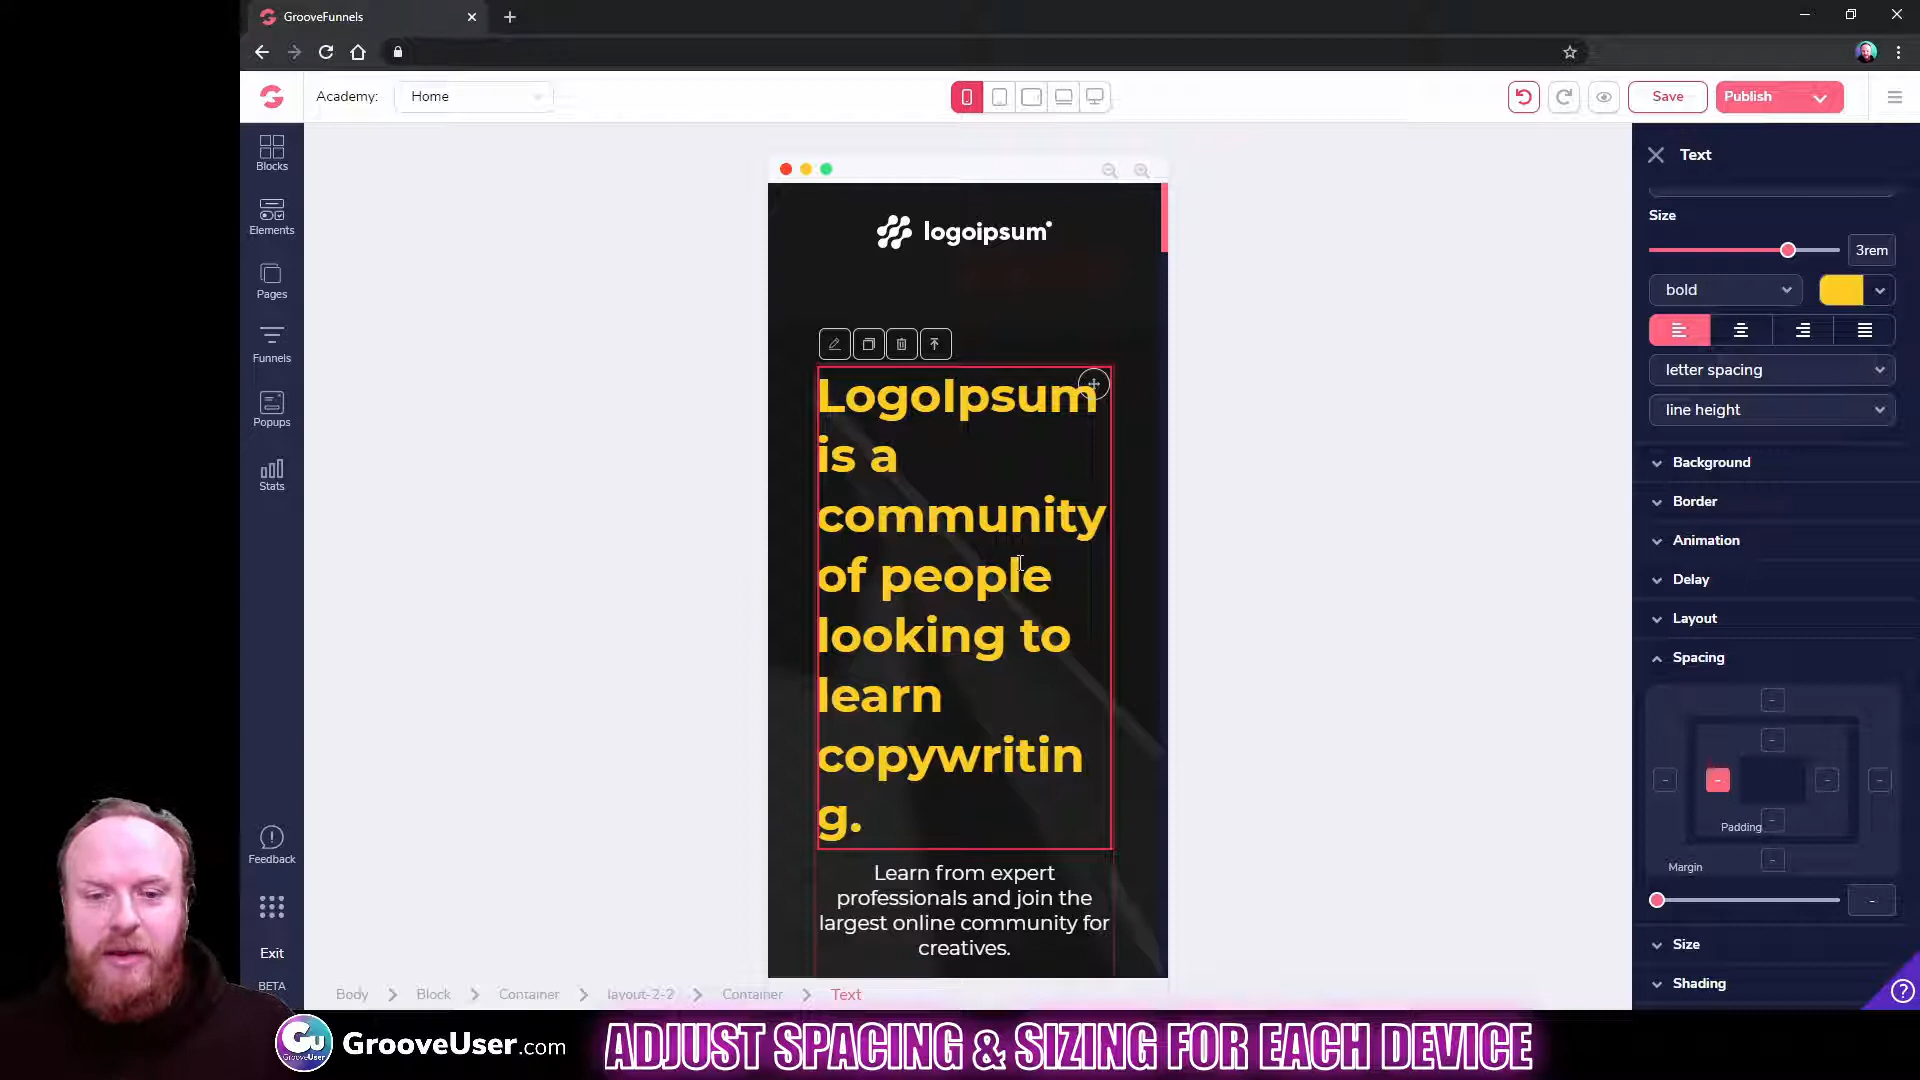 GrooveFunnels
Academy: Home
Save
Publish
Blocks
Elements
Pages
Funnels
Popups
Stats
Feedback
Exit
BETA
logoipsum
LogoIpsum
is a
community
of people
looking to
learn
copywritin
g.
Learn from expert
professionals and join the
largest online community for
creatives.
Body > Block > Container > layout-2-2 > Container > Text
Text
Size
3rem
bold
letter spacing
line height
Background
Border
Animation
Delay
Layout
Spacing
Padding
Margin
Size
Shading
?
Gu
GrooveUser
GrooveUser.com
ADJUST SPACING & SIZING FOR EACH DEVICE